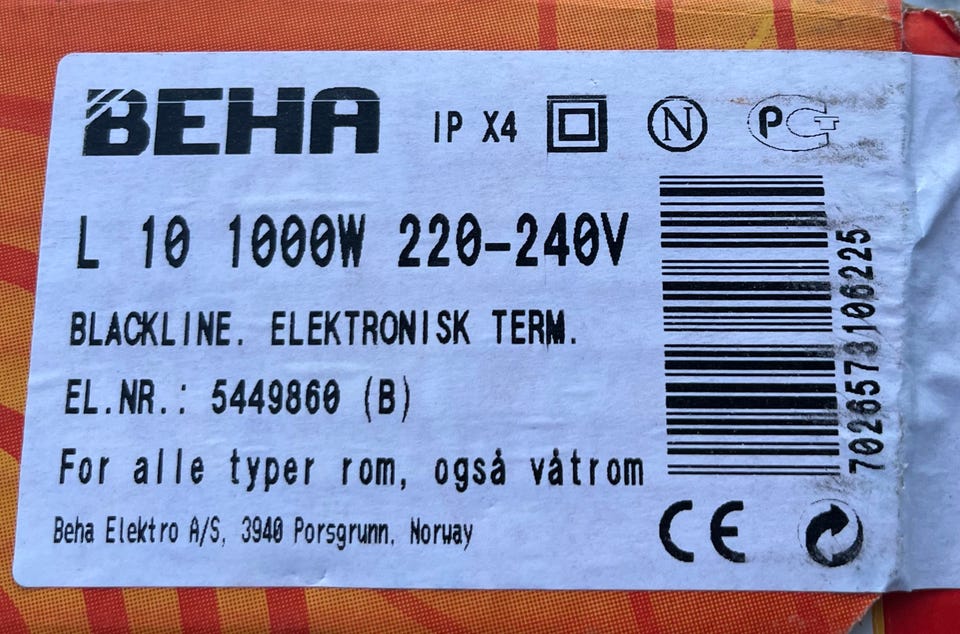 BEHA IP X4 N PCT
L 10 1000W 220-240V
BLACKLINE. ELEKTRONISK TERM.
EL.NR.: 5449860 (B)
For alle typer rom, også våtrom
Beha Elektro A/S, 3940 Porsgrunn, Norway
7026573106225
CE